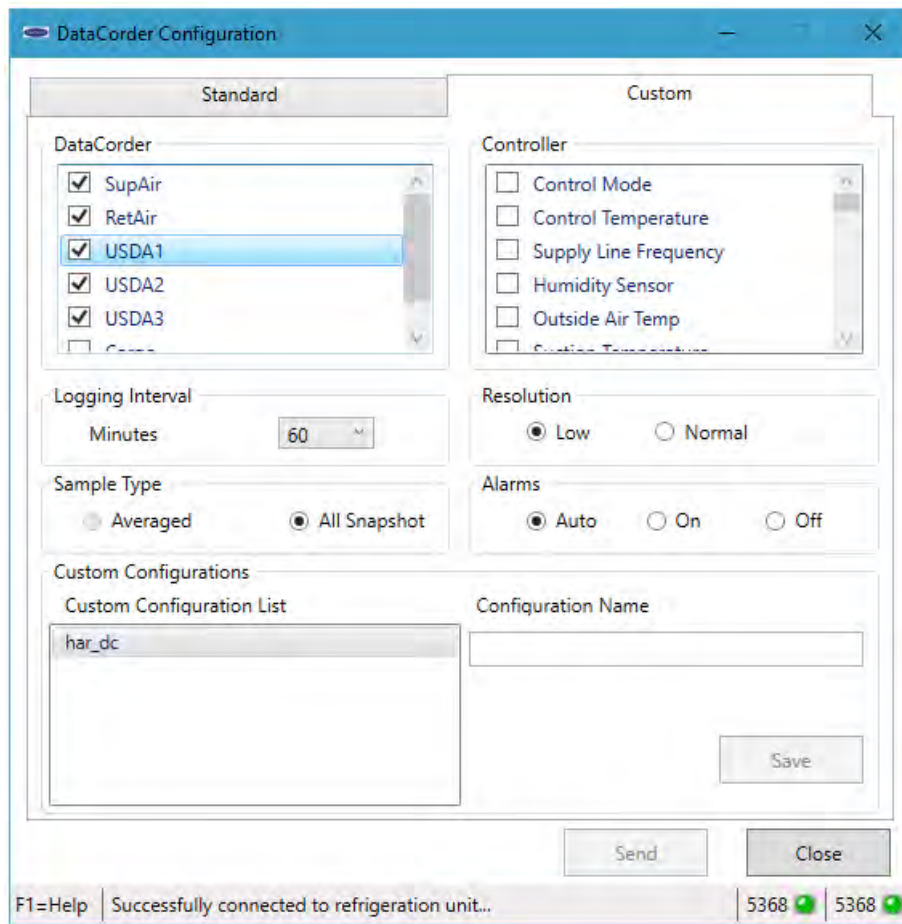 DataCorder Configuration
Standard
Custom
DataCorder
SupAir
RetAir
USDA1
USDA2
USDA3
Controller
Control Mode
Control Temperature
Supply Line Frequency
Humidity Sensor
Outside Air Temp
Suction Temperature
Logging Interval
Minutes
60
Resolution
Low
Normal
Sample Type
Averaged
All Snapshot
Alarms
Auto
On
Off
Custom Configurations
Custom Configuration List
har_dc
Configuration Name
Save
Send
Close
F1=Help
Successfully connected to refrigeration unit...
5368
5368